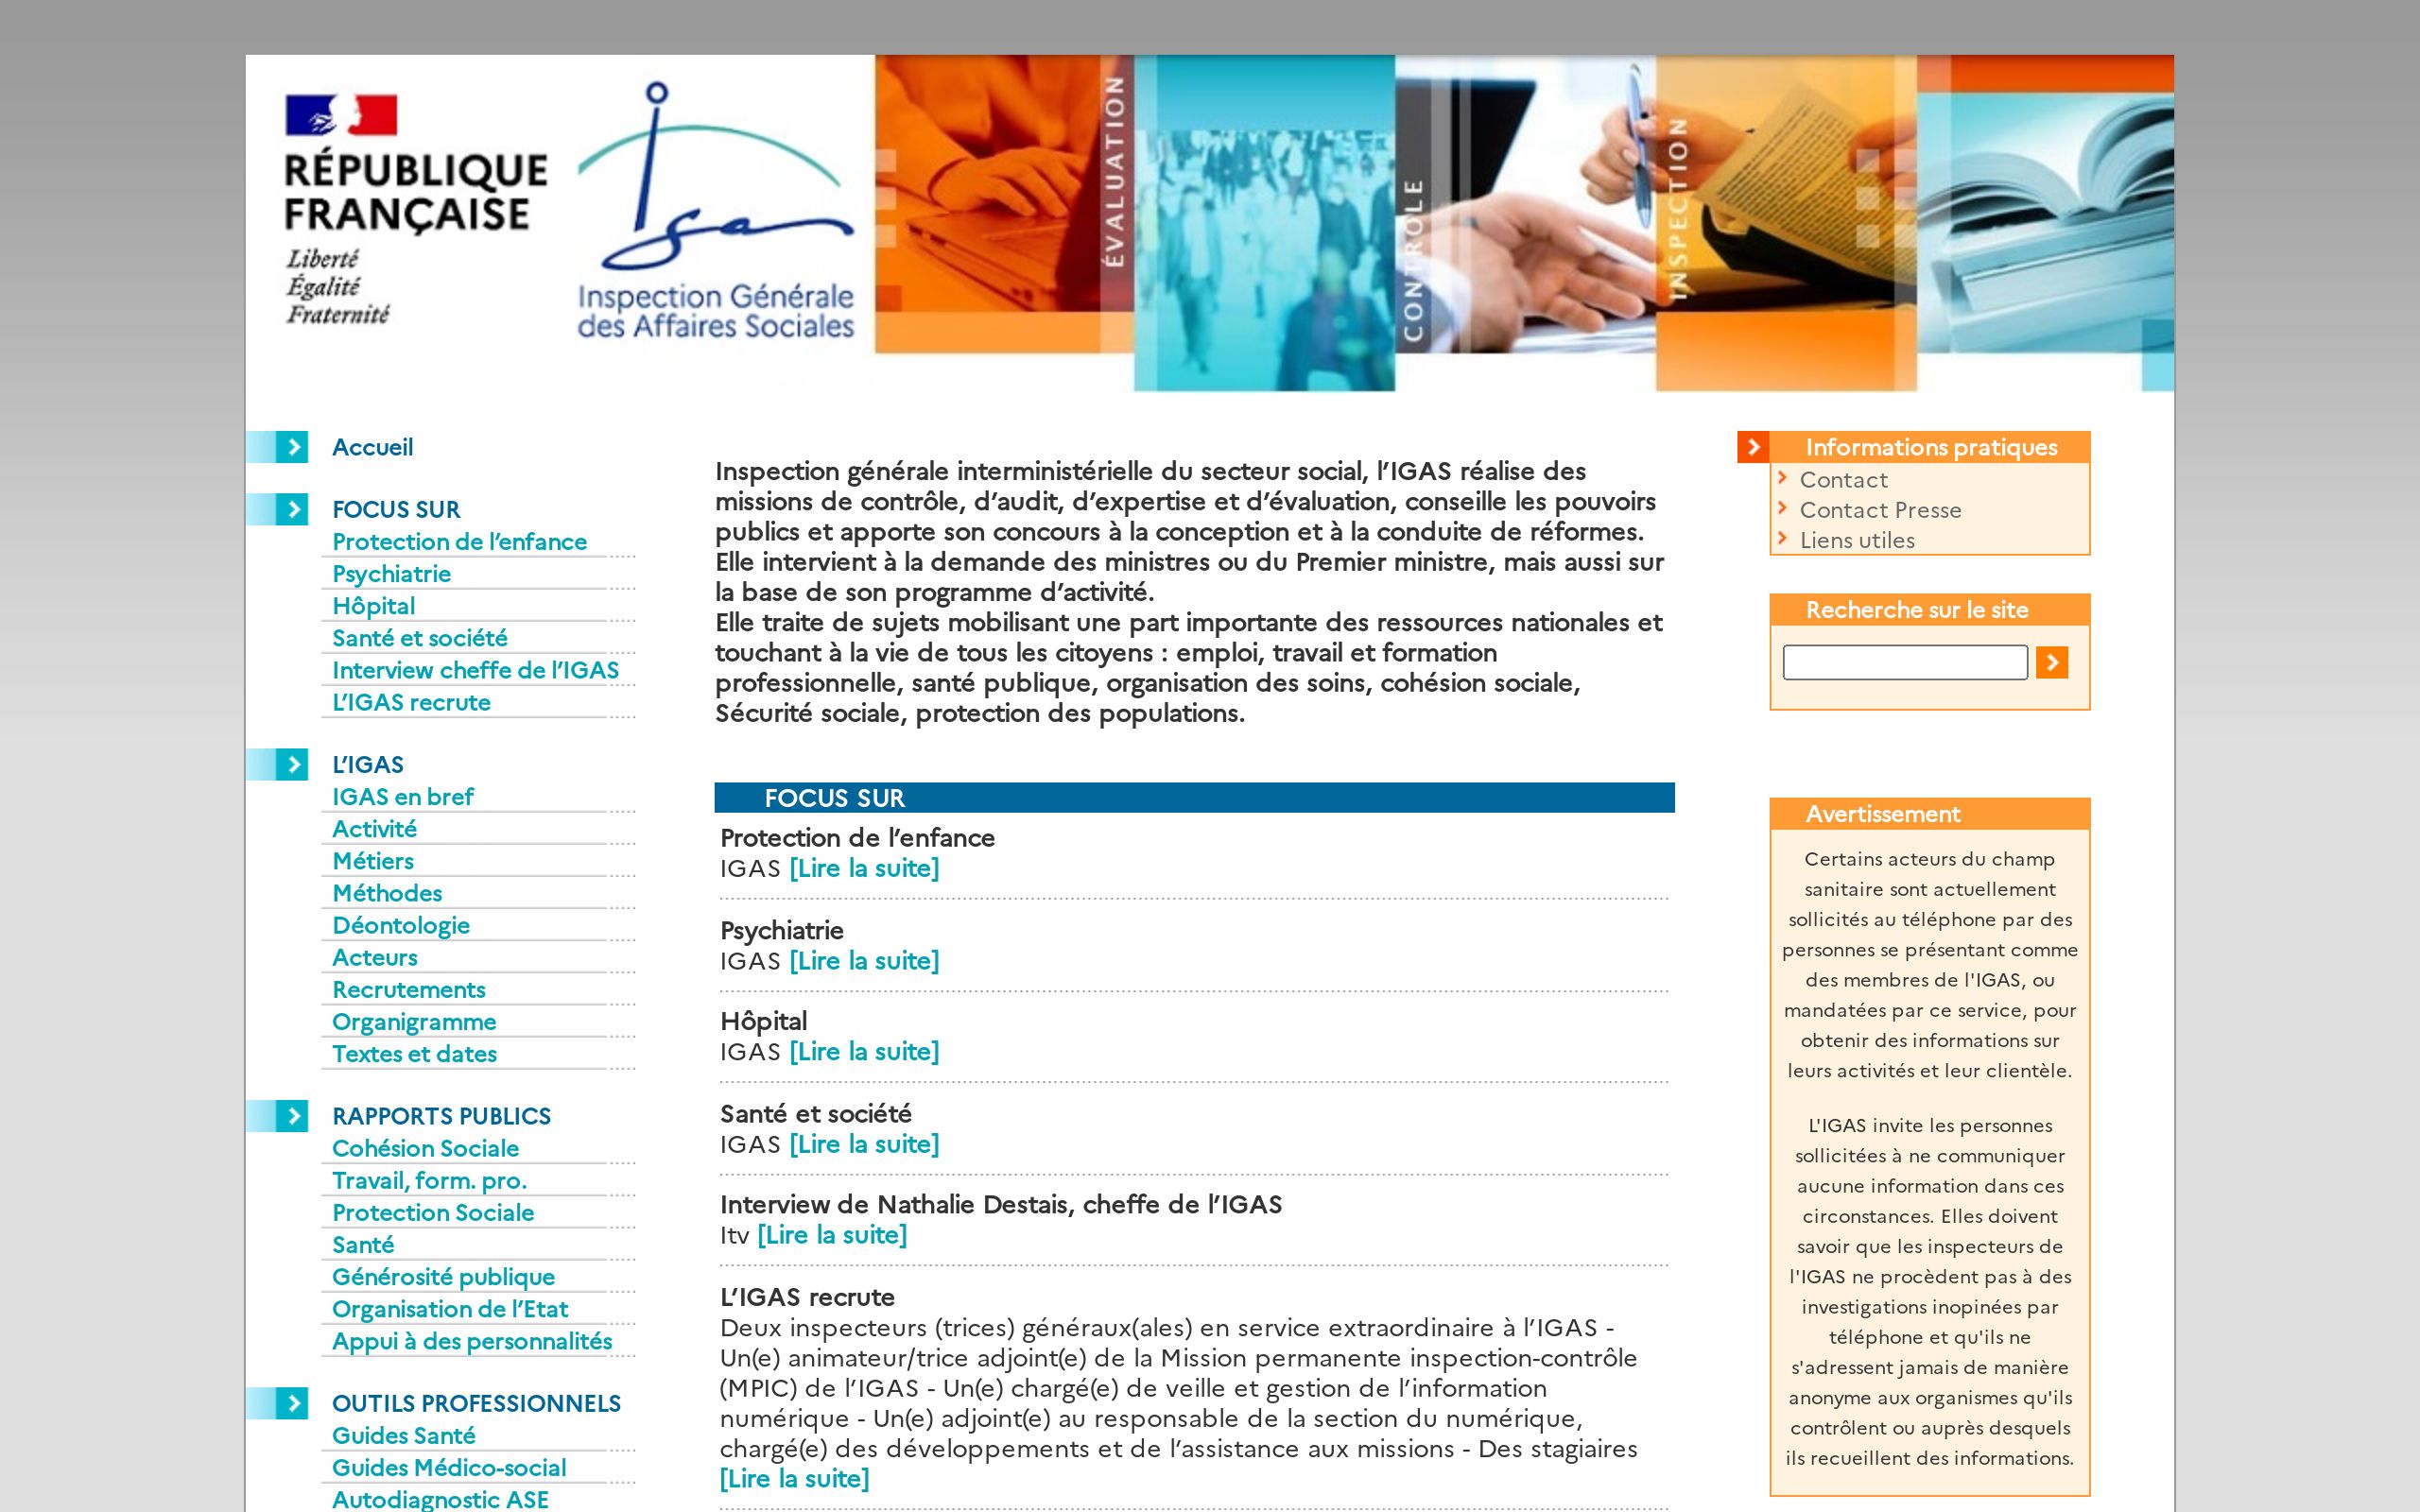 RÉPUBLIQUE
FRANÇAISE
Liberté
Égalité
Fraternité
Igas
Inspection Générale
des Affaires Sociales
ÉVALUATION
CONTRÔLE
INSPECTION
Accueil
FOCUS SUR
Protection de l’enfance
Psychiatrie
Hôpital
Santé et société
Interview cheffe de l’IGAS
L’IGAS recrute
L’IGAS
IGAS en bref
Activité
Métiers
Méthodes
Déontologie
Acteurs
Recrutements
Organigramme
Textes et dates
RAPPORTS PUBLICS
Cohésion Sociale
Travail, form. pro.
Protection Sociale
Santé
Générosité publique
Organisation de l’Etat
Appui à des personnalités
OUTILS PROFESSIONNELS
Guides Santé
Guides Médico-social
Autodiagnostic ASE
Inspection générale interministérielle du secteur social, l’IGAS réalise des
missions de contrôle, d’audit, d’expertise et d’évaluation, conseille les pouvoirs
publics et apporte son concours à la conception et à la conduite de réformes.
Elle intervient à la demande des ministres ou du Premier ministre, mais aussi sur
la base de son programme d’activité.
Elle traite de sujets mobilisant une part importante des ressources nationales et
touchant à la vie de tous les citoyens : emploi, travail et formation
professionnelle, santé publique, organisation des soins, cohésion sociale,
Sécurité sociale, protection des populations.
FOCUS SUR
Protection de l’enfance
IGAS [Lire la suite]
Psychiatrie
IGAS [Lire la suite]
Hôpital
IGAS [Lire la suite]
Santé et société
IGAS [Lire la suite]
Interview de Nathalie Destais, cheffe de l’IGAS
Itv [Lire la suite]
L’IGAS recrute
Deux inspecteurs (trices) généraux(ales) en service extraordinaire à l’IGAS -
Un(e) animateur/trice adjoint(e) de la Mission permanente inspection-contrôle
(MPIC) de l’IGAS - Un(e) chargé(e) de veille et gestion de l’information
numérique - Un(e) adjoint(e) au responsable de la section du numérique,
chargé(e) des développements et de l’assistance aux missions - Des stagiaires
[Lire la suite]
Informations pratiques
Contact
Contact Presse
Liens utiles
Recherche sur le site
Avertissement
Certains acteurs du champ
sanitaire sont actuellement
sollicités au téléphone par des
personnes se présentant comme
des membres de l'IGAS, ou
mandatées par ce service, pour
obtenir des informations sur
leurs activités et leur clientèle.
L'IGAS invite les personnes
sollicitées à ne communiquer
aucune information dans ces
circonstances. Elles doivent
savoir que les inspecteurs de
l'IGAS ne procèdent pas à des
investigations inopinées par
téléphone et qu'ils ne
s'adressent jamais de manière
anonyme aux organismes qu'ils
contrôlent ou auprès desquels
ils recueillent des informations.